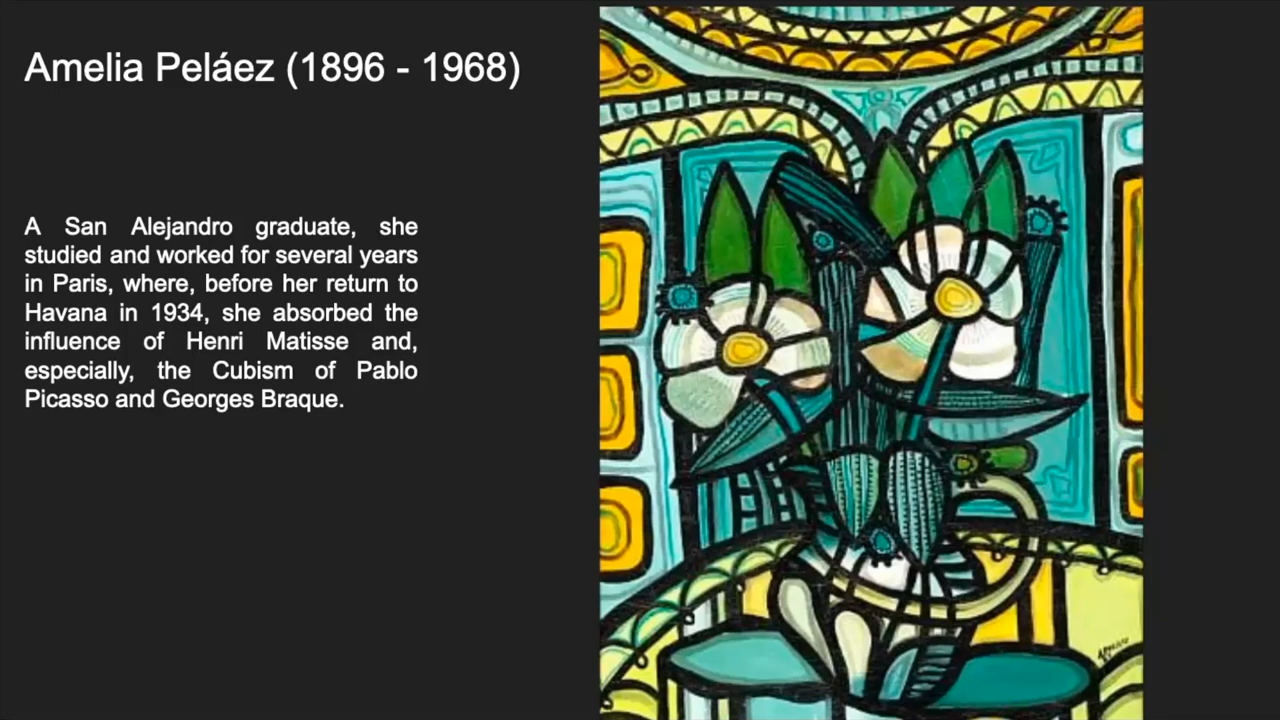 Amelia Peláez (1896 - 1968)
A San Alejandro graduate, she
studied and worked for several years
in Paris, where, before her return to
Havana in 1934, she absorbed the
influence of Henri Matisse and,
especially, the Cubism of Pablo
Picasso and Georges Braque.